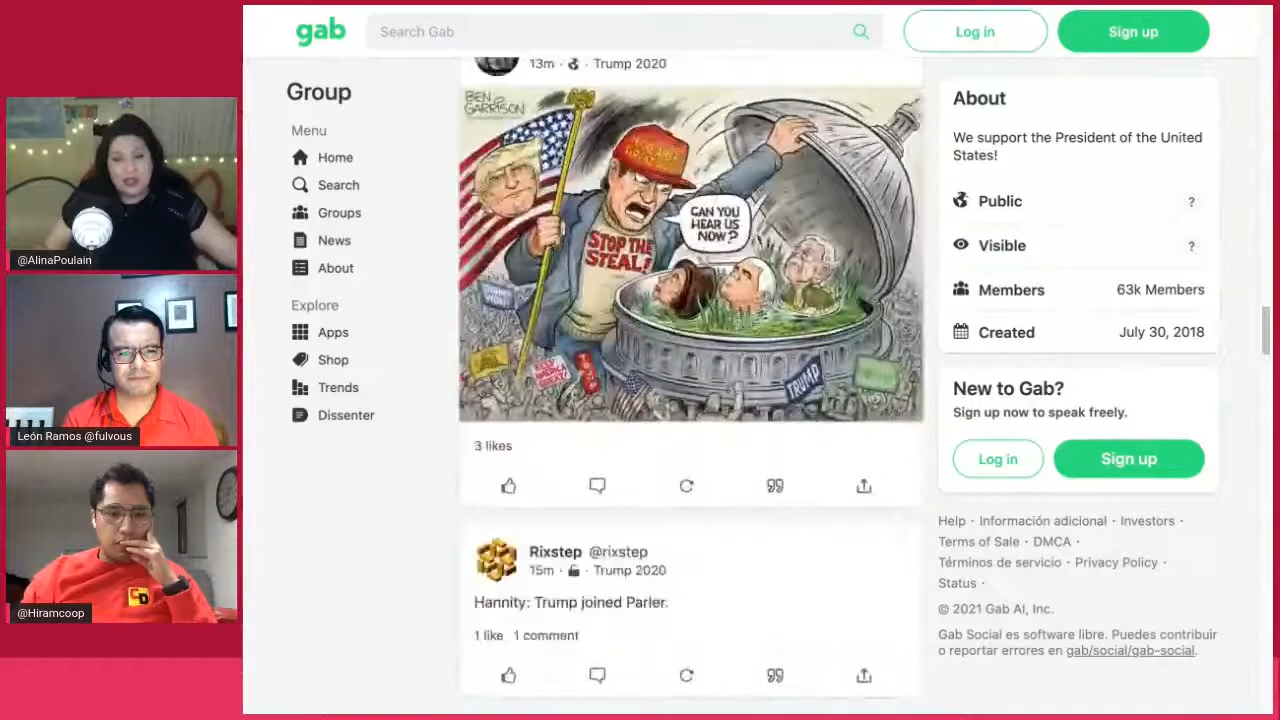 gab
Search Gab
Log in
Sign up
Group
Menu
Home
Search
Groups
News
About
Explore
Apps
Shop
Trends
Dissenter
13m · Trump 2020
BEN
GARRISON
STOP THE
STEAL!
CAN YOU
HEAR US
NOW?
TRUMP
3 likes
Rixstep @rixstep
15m · Trump 2020
Hannity: Trump joined Parler.
1 like 1 comment
About
We support the President of the United
States!
Public ?
Visible ?
Members 63k Members
Created July 30, 2018
New to Gab?
Sign up now to speak freely.
Log in
Sign up
Help · Información adicional · Investors ·
Terms of Sale · DMCA ·
Términos de servicio · Privacy Policy ·
Status ·
© 2021 Gab AI, Inc.
Gab Social es software libre. Puedes contribuir
o reportar errores en gab/social/gab-social.
@AlinaPoulain
León Ramos @fulvous
@Hiramcoop